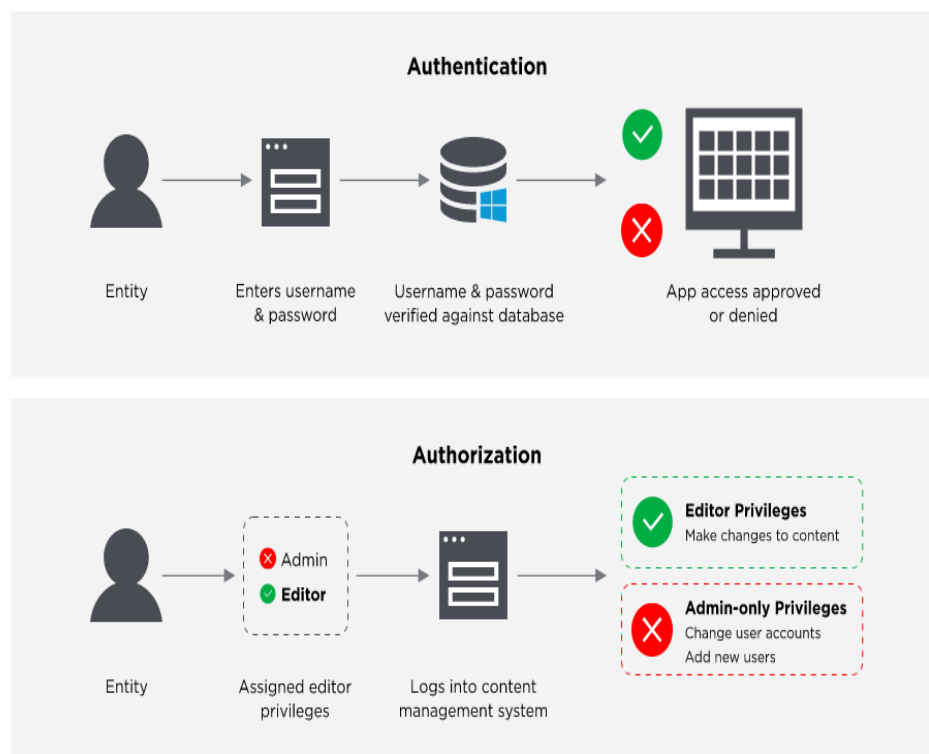 Authentication
Entity
Enters username
& password
Username & password
verified against database
App access approved
or denied
Authorization
Admin
Editor
Editor Privileges
Make changes to content
Admin-only Privileges
Change user accounts
Add new users
Entity
Assigned editor
privileges
Logs into content
management system